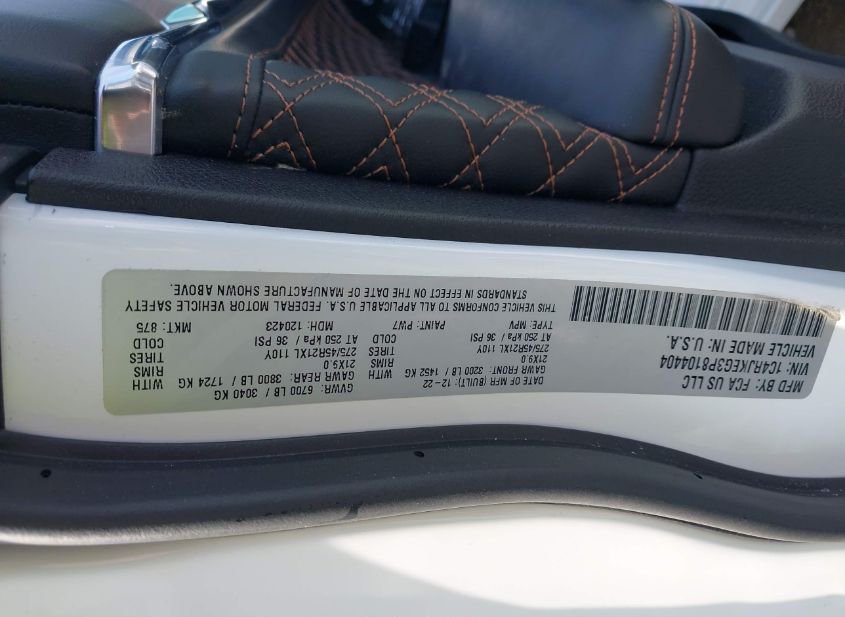 MFD BY: FCA US LLC
VIN: 1C4RJKEG3P8104404
VEHICLE MADE IN: U.S.A.
DATE OF MFR (BUILT): 12-22
GVWR: 6700 LB / 3040 KG
GAWR FRONT: 3200 LB / 1452 KG
GAWR REAR: 3800 LB / 1724 KG
WITH
21X9.0
RIMS
21X9.0
RIMS
275/45R21XL 110Y
TIRES
275/45R21XL 110Y
TIRES
AT 250 kPa / 36 PSI
COLD
AT 250 kPa / 36 PSI
COLD
TYPE: MPV
PAINT: PW7
MDH: 120423
MKT: 875
THIS VEHICLE CONFORMS TO ALL APPLICABLE U.S.A. FEDERAL MOTOR VEHICLE SAFETY
STANDARDS IN EFFECT ON THE DATE OF MANUFACTURE SHOWN ABOVE.